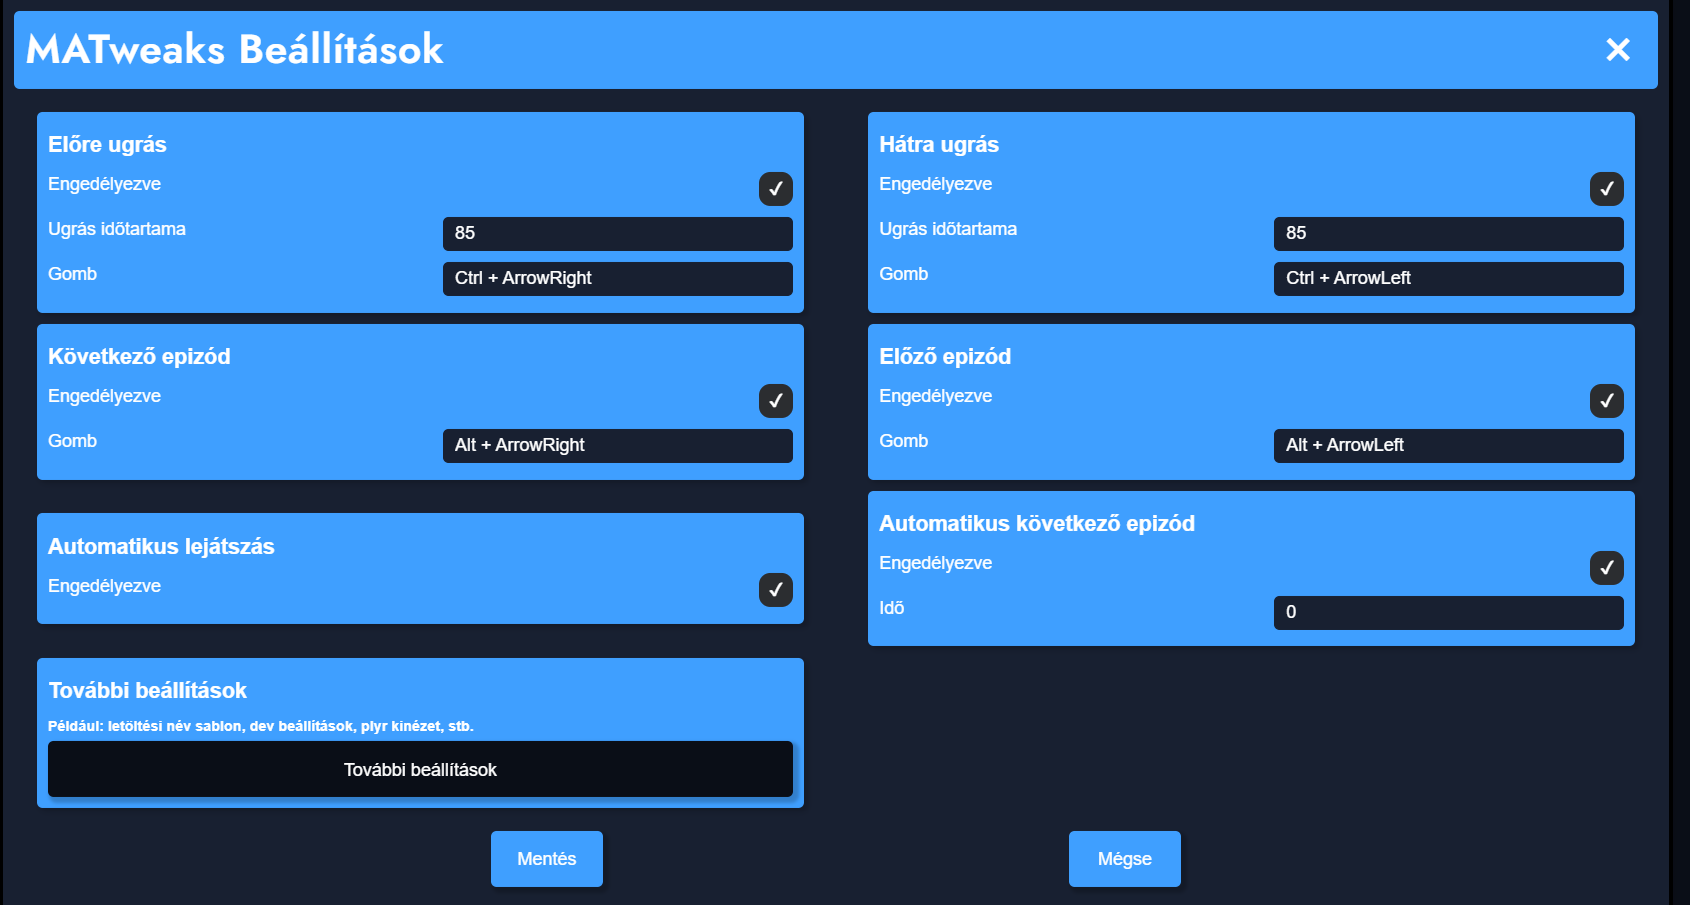 MATweaks Beállítások
Előre ugrás
Engedélyezve
Ugrás időtartama
85
Gomb
Ctrl + ArrowRight
Hátra ugrás
Engedélyezve
Ugrás időtartama
85
Gomb
Ctrl + ArrowLeft
Következő epizód
Engedélyezve
Gomb
Alt + ArrowRight
Előző epizód
Engedélyezve
Gomb
Alt + ArrowLeft
Automatikus lejátszás
Engedélyezve
Automatikus következő epizód
Engedélyezve
Idő
0
További beállítások
Például: letöltési név sablon, dev beállítások, plyr kinézet, stb.
További beállítások
Mentés
Mégse